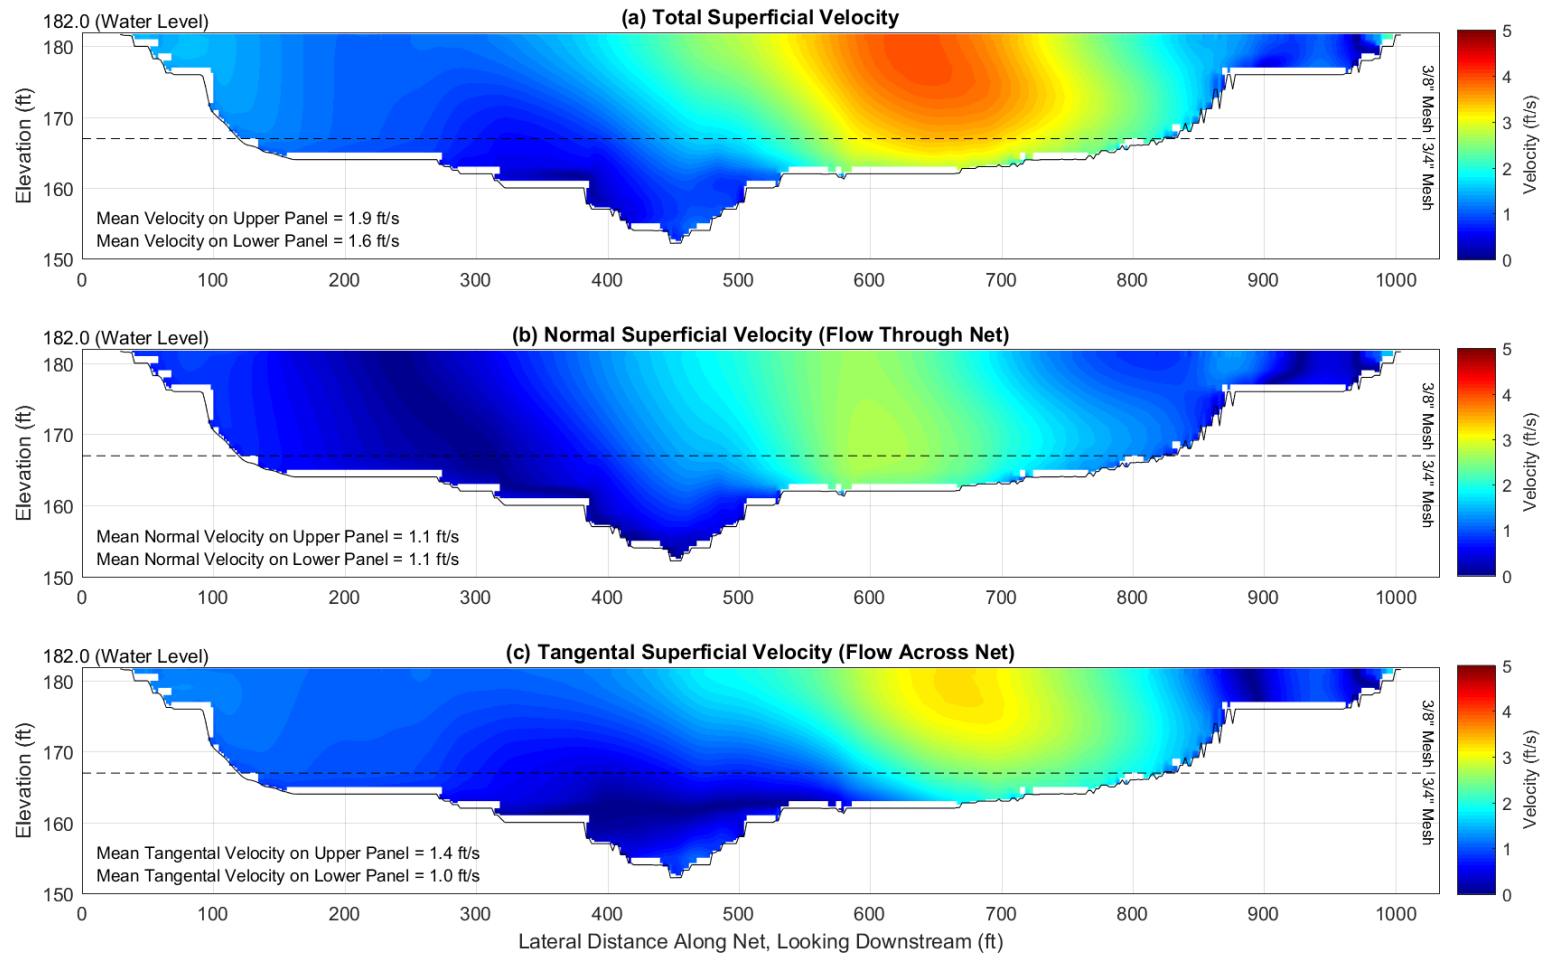 182.0 (Water Level)
(a) Total Superficial Velocity
180
170
160
150
Elevation (ft)
Mean Velocity on Upper Panel = 1.9 ft/s
Mean Velocity on Lower Panel = 1.6 ft/s
3/8" Mesh
3/4" Mesh
0 100 200 300 400 500 600 700 800 900 1000
5
4
3
2
1
0
Velocity (ft/s)
182.0 (Water Level)
(b) Normal Superficial Velocity (Flow Through Net)
180
170
160
150
Elevation (ft)
Mean Normal Velocity on Upper Panel = 1.1 ft/s
Mean Normal Velocity on Lower Panel = 1.1 ft/s
3/8" Mesh
3/4" Mesh
0 100 200 300 400 500 600 700 800 900 1000
5
4
3
2
1
0
Velocity (ft/s)
182.0 (Water Level)
(c) Tangental Superficial Velocity (Flow Across Net)
180
170
160
150
Elevation (ft)
Mean Tangental Velocity on Upper Panel = 1.4 ft/s
Mean Tangental Velocity on Lower Panel = 1.0 ft/s
3/8" Mesh
3/4" Mesh
0 100 200 300 400 500 600 700 800 900 1000
5
4
3
2
1
0
Velocity (ft/s)
Lateral Distance Along Net, Looking Downstream (ft)